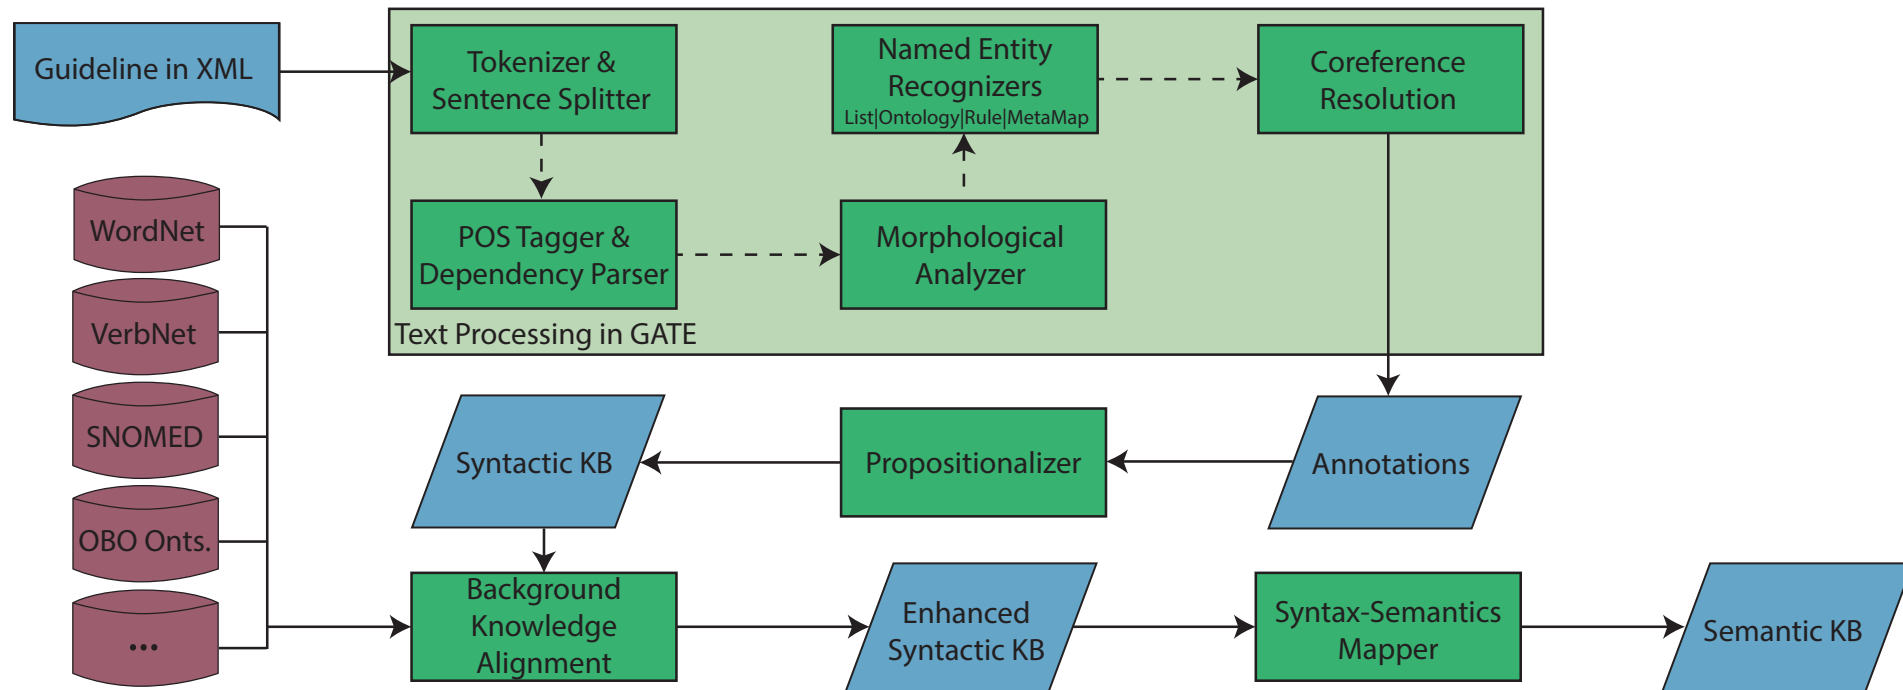 Guideline in XML
Tokenizer &
Sentence Splitter
Named Entity
Recognizers
List|Ontology|Rule|MetaMap
Coreference
Resolution
POS Tagger &
Dependency Parser
Morphological
Analyzer
Text Processing in GATE
WordNet
VerbNet
SNOMED
OBO Onts.
...
Syntactic KB
Propositionalizer
Annotations
Background
Knowledge
Alignment
Enhanced
Syntactic KB
Syntax-Semantics
Mapper
Semantic KB